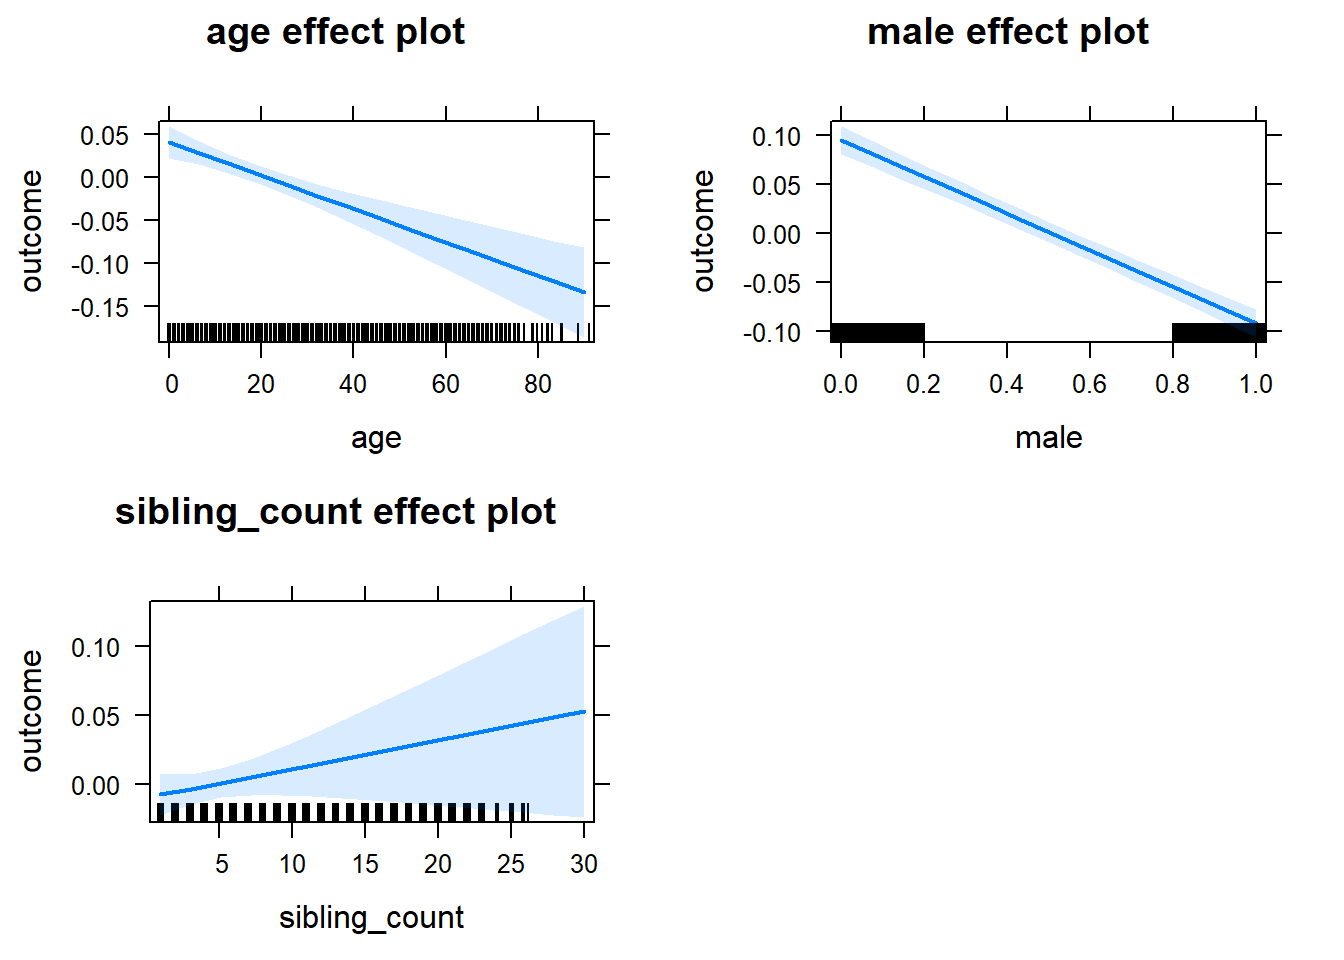 age effect plot
outcome
0.05
0.00
-0.05
-0.10
-0.15
0 20 40 60 80
age
male effect plot
outcome
0.10
0.05
0.00
-0.05
-0.10
0.0 0.2 0.4 0.6 0.8 1.0
male
sibling_count effect plot
outcome
0.10
0.05
0.00
5 10 15 20 25 30
sibling_count